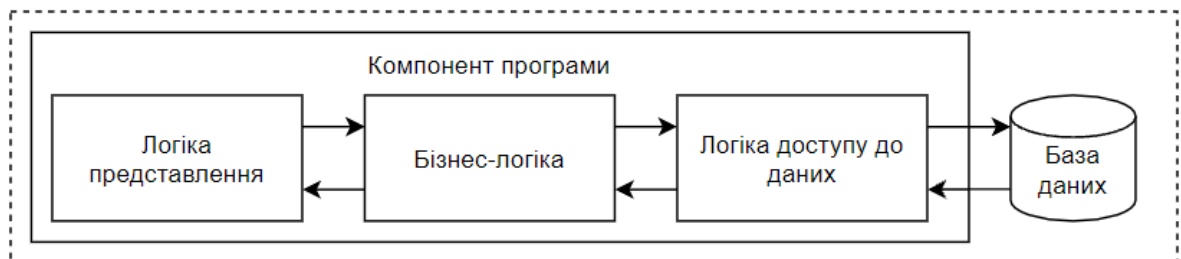 Компонент програми
Логіка
представлення
Бізнес-логіка
Логіка доступу до
даних
База
даних